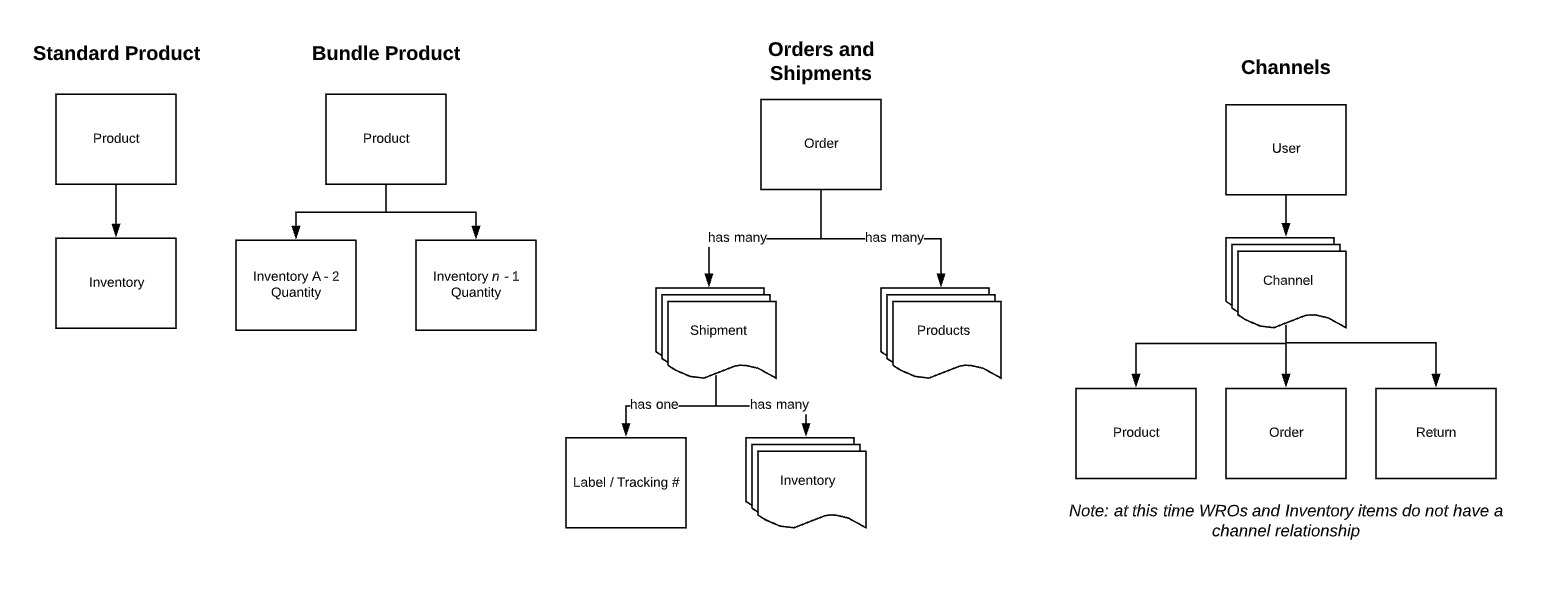 Standard Product
Product
Inventory
Bundle Product
Product
Inventory A - 2
Quantity
Inventory n - 1
Quantity
Orders and
Shipments
Order
has many
has many
Shipment
Products
has one
has many
Label / Tracking #
Inventory
Channels
User
Channel
Product
Order
Return
Note: at this time WROs and Inventory items do not have a
channel relationship